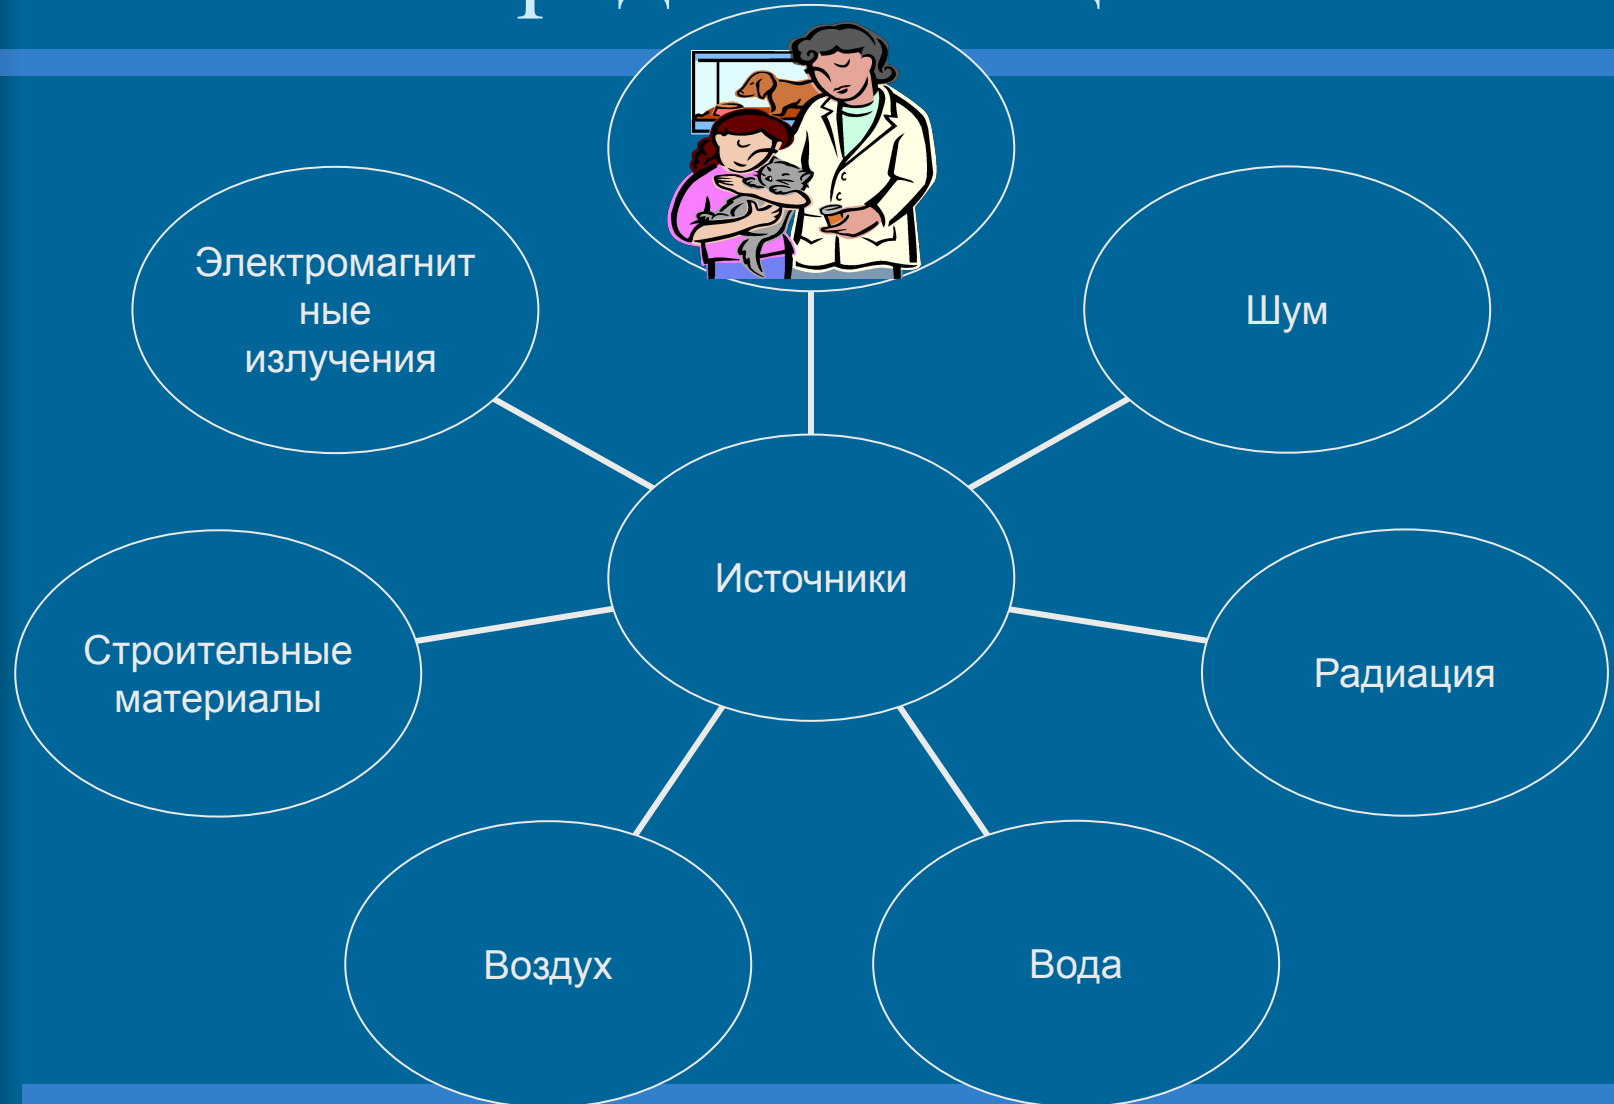 Электромагнит
ные
излучения
Шум
Источники
Строительные
материалы
Радиация
Воздух
Вода